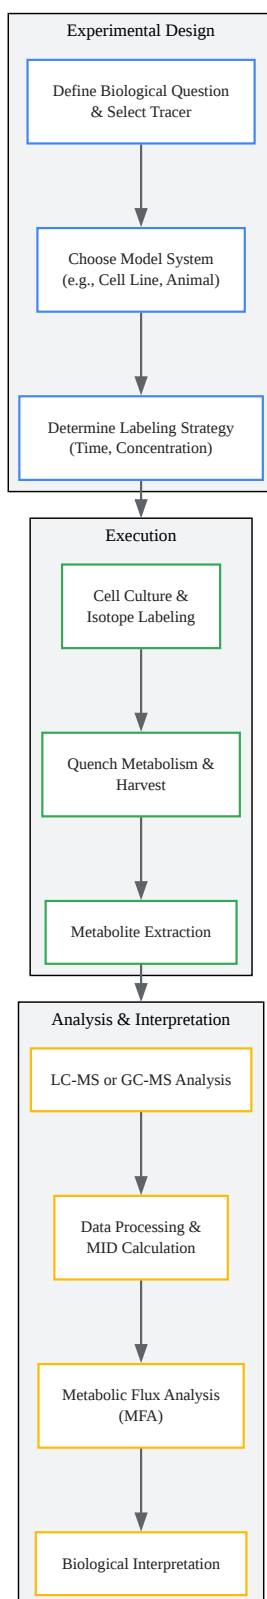 Experimental Design
Define Biological Question
& Select Tracer
Choose Model System
(e.g., Cell Line, Animal)
Determine Labeling Strategy
(Time, Concentration)
Execution
Cell Culture &
Isotope Labeling
Quench Metabolism &
Harvest
Metabolite Extraction
Analysis & Interpretation
LC-MS or GC-MS Analysis
Data Processing &
MID Calculation
Metabolic Flux Analysis
(MFA)
Biological Interpretation